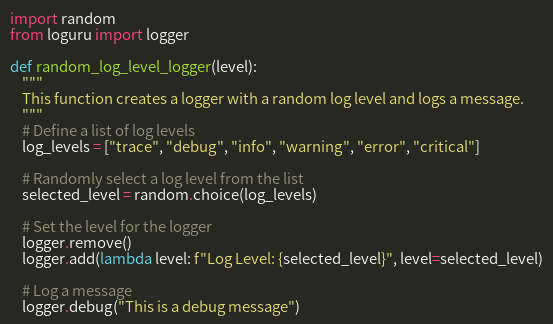 import random
from loguru import logger

def random_log_level_logger(level):
    """
    This function creates a logger with a random log level and logs a message.
    """
    # Define a list of log levels
    log_levels = ["trace", "debug", "info", "warning", "error", "critical"]

    # Randomly select a log level from the list
    selected_level = random.choice(log_levels)

    # Set the level for the logger
    logger.remove()
    logger.add(lambda level: f"Log Level: {selected_level}", level=selected_level)

    # Log a message
    logger.debug("This is a debug message")